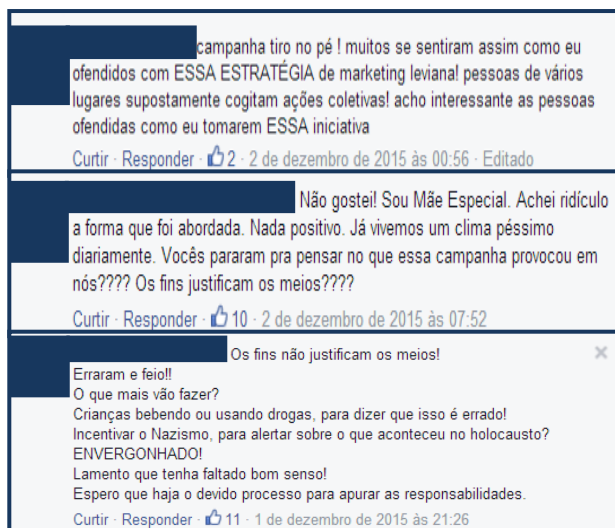 campanha tiro no pé ! muitos se sentiram assim como eu
ofendidos com ESSA ESTRATÉGIA de marketing leviana! pessoas de vários
lugares supostamente cogitam ações coletivas! acho interessante as pessoas
ofendidas como eu tomarem ESSA iniciativa
Curtir · Responder · 2 · 2 de dezembro de 2015 às 00:56 · Editado
Não gostei! Sou Mãe Especial. Achei ridículo
a forma que foi abordada. Nada positivo. Já vivemos um clima péssimo
diariamente. Vocês pararam pra pensar no que essa campanha provocou em
nós???? Os fins justificam os meios????
Curtir · Responder · 10 · 2 de dezembro de 2015 às 07:52
Os fins não justificam os meios!
Erraram e feio!!
O que mais vão fazer?
Crianças bebendo ou usando drogas, para dizer que isso é errado!
Incentivar o Nazismo, para alertar sobre o que aconteceu no holocausto?
ENVERGONHADO!
Lamento que tenha faltado bom senso!
Espero que haja o devido processo para apurar as responsabilidades.
Curtir · Responder · 11 · 1 de dezembro de 2015 às 21:26